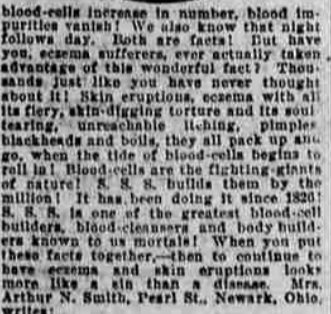 blood-cells increase in number, blood im-
purities vanish! We also know that night
follows day. Both are facts! But have
you, eczema sufferers, ever actually taken
advantage of this wonderful fact? Thou-
sands just like you have never thought
about it! Skin eruptions, eczema with all
its fiery, skin-digging torture and its soul
tearing, unreachable itching, pimples
blackheads and boils, they all pack up and
go, when the tide of blood-cells begins to
roll in! Blood-cells are the fighting-giants
of nature! S. S. S. builds them by the
million! It has been doing it since 1826!
S. S. S. is one of the greatest blood-cell
builders, blood-cleansers and body build-
ers known to us mortals! When you put
these facts together,—then to continue to
have eczema and skin eruptions looks
more like a sin than a disease. Mrs.
Arthur N. Smith, Pearl St., Newark, Ohio,
writes: